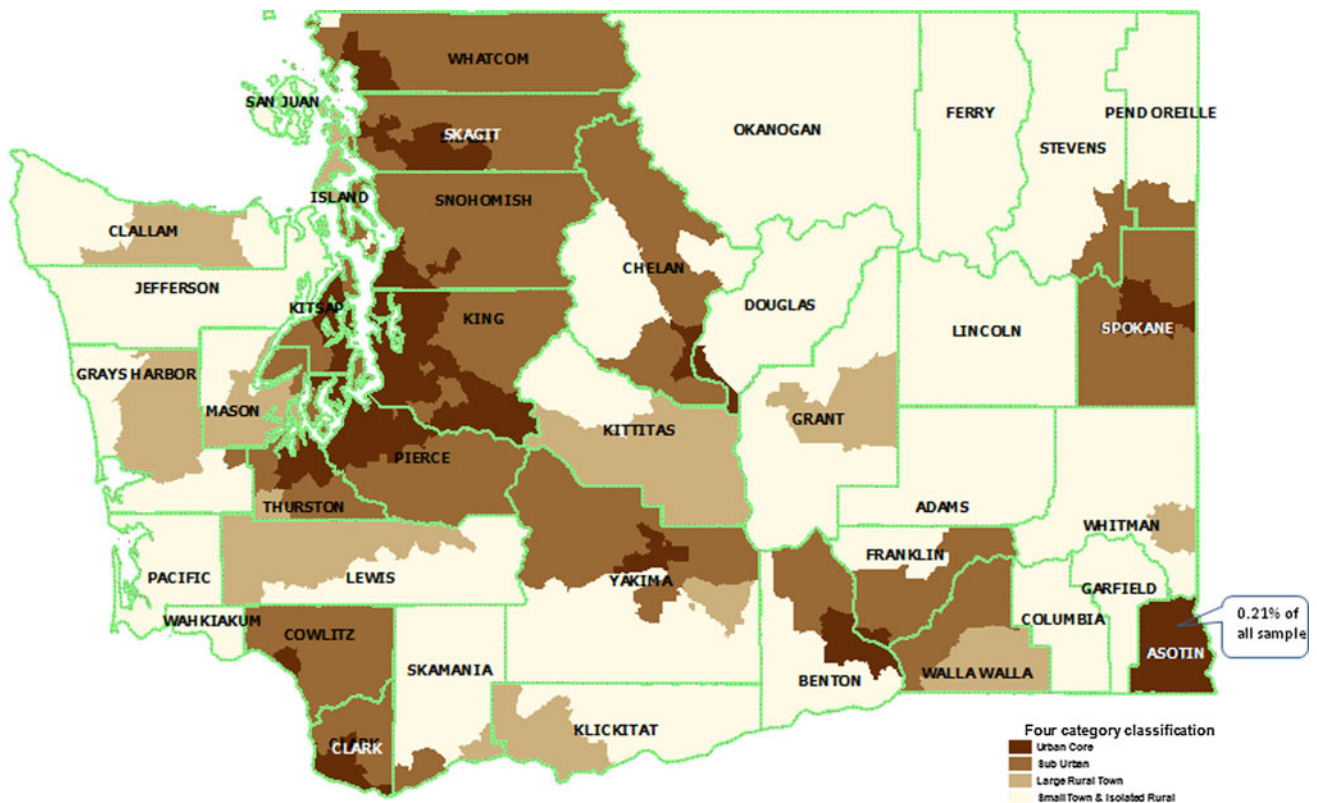 WHATCOM
SAN JUAN
SKAGIT
OKANOGAN
FERRY
PEND OREILLE
STEVENS
ISLAND
SNOHOMISH
CLALLAM
CHELAN
JEFFERSON
DOUGLAS
KITSAP
KING
LINCOLN
SPOKANE
GRAYS HARBOR
MASON
GRANT
KITTITAS
PIERCE
THURSTON
ADAMS
WHITMAN
FRANKLIN
PACIFIC
LEWIS
YAKIMA
GARFIELD
WAHKIAKUM
COLUMBIA
0.21% of
all sample
COWLITZ
ASOTIN
SKAMANIA
BENTON
WALLA WALLA
KLICKITAT
CLARK
Four category classification
Urban Core
Sub Urban
Large Rural Town
Small Town & Isolated Rural